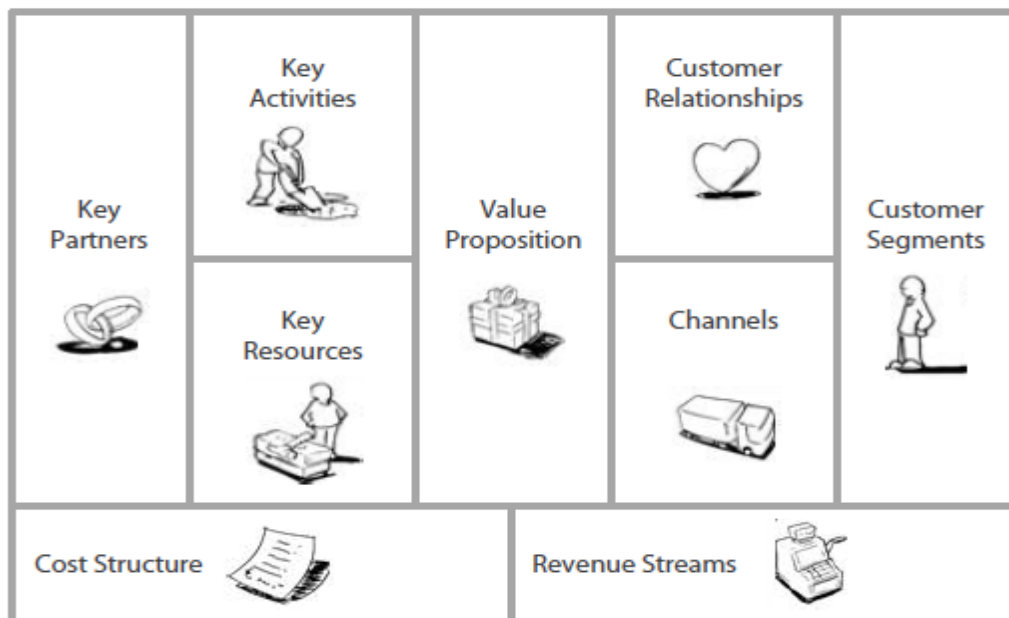 Key
Partners
Key
Activities
Key
Resources
Value
Proposition
Customer
Relationships
Channels
Customer
Segments
Cost Structure
Revenue Streams